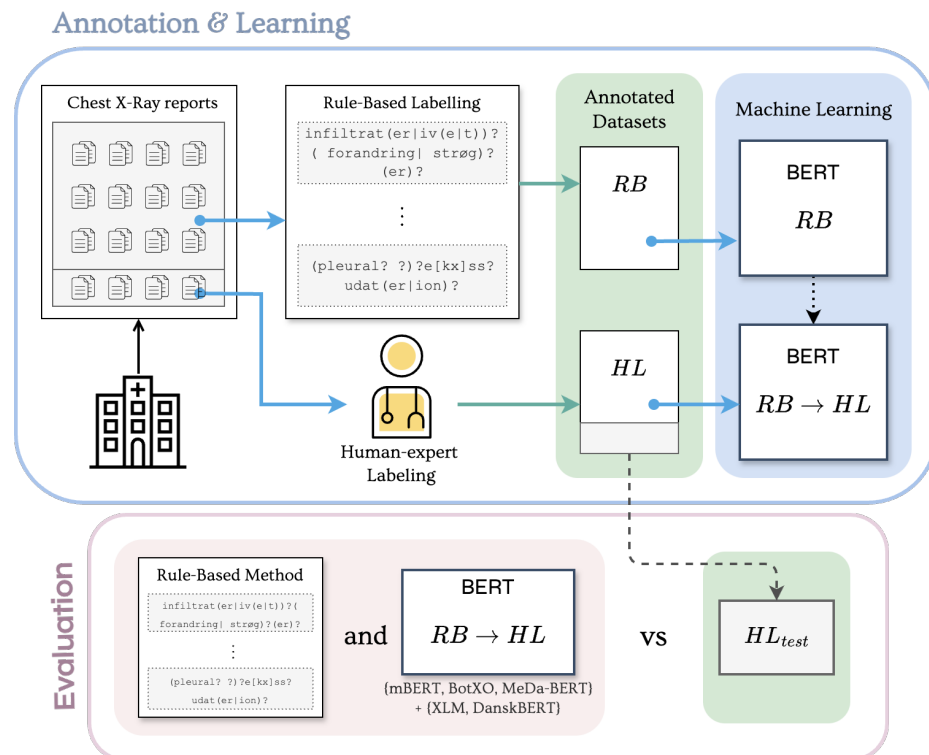 Annotation & Learning
Chest X-Ray reports
Rule-Based Labelling
infiltrat(er|iv(e|t))?
( forandring| strøg)?
(er)?
⋮
(pleural? ?)?e[kx]ss?
udat(er|ion)?
Human-expert
Labeling
Annotated
Datasets
RB
HL
Machine Learning
BERT
RB
BERT
RB → HL
Evaluation
Rule-Based Method
infiltrat(er|iv(e|t))?(
forandring| strøg)?(er)?
⋮
(pleural? ?)?e[kx]ss?
udat(er|ion)?
and
BERT
RB → HL
{mBERT, BotXO, MeDa-BERT}
+ {XLM, DanskBERT}
vs
HL_test